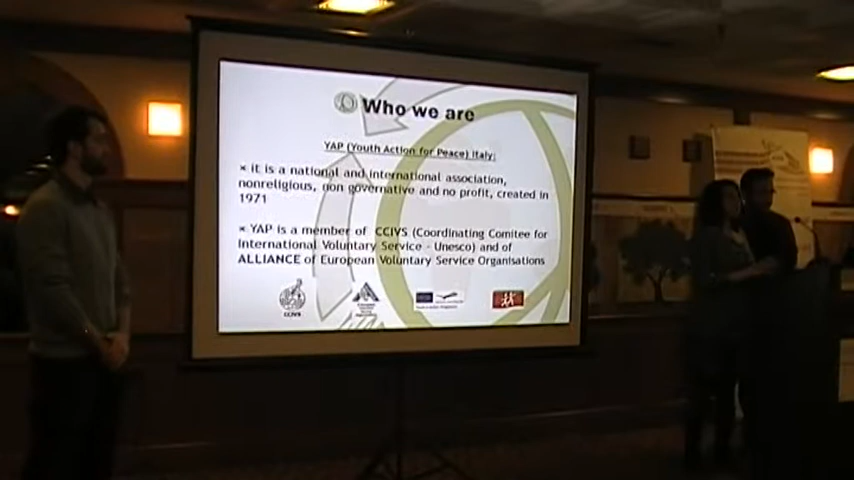 Who we are
YAP (Youth Action for Peace) Italy:
× it is a national and international association,
nonreligious, non governative and no profit, created in
1971
× YAP is a member of CCIVS (Coordinating Comitee for
International Voluntary Service - Unesco) and of
ALLIANCE of European Voluntary Service Organisations
CCIVS